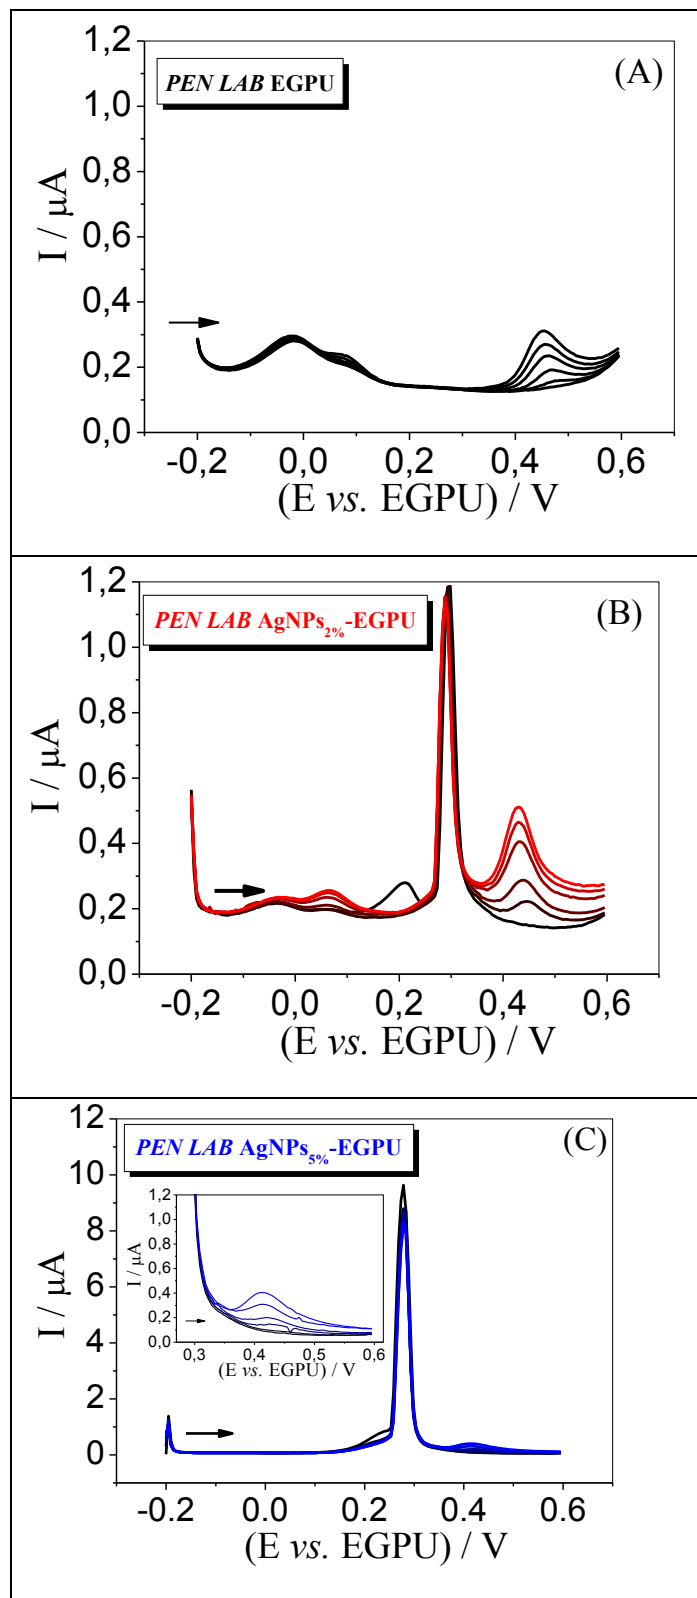 1,2
PEN LAB EGPU
(A)
1,0
0,8
0,6
0,4
0,2
0,0
I / µA
-0,2 0,0 0,2 0,4 0,6
(E vs. EGPU) / V
1,2
PEN LAB AgNPs2%-EGPU
(B)
1,0
0,8
0,6
0,4
0,2
0,0
I / µA
-0,2 0,0 0,2 0,4 0,6
(E vs. EGPU) / V
12
PEN LAB AgNPs5%-EGPU
(C)
10
8
6
4
2
0
I / µA
1,2
1,0
0,8
0,6
0,4
0,2
0,0
I / µA
0,3 0,4 0,5 0,6
(E vs. EGPU) / V
-0.2 0.0 0.2 0.4 0.6
(E vs. EGPU) / V